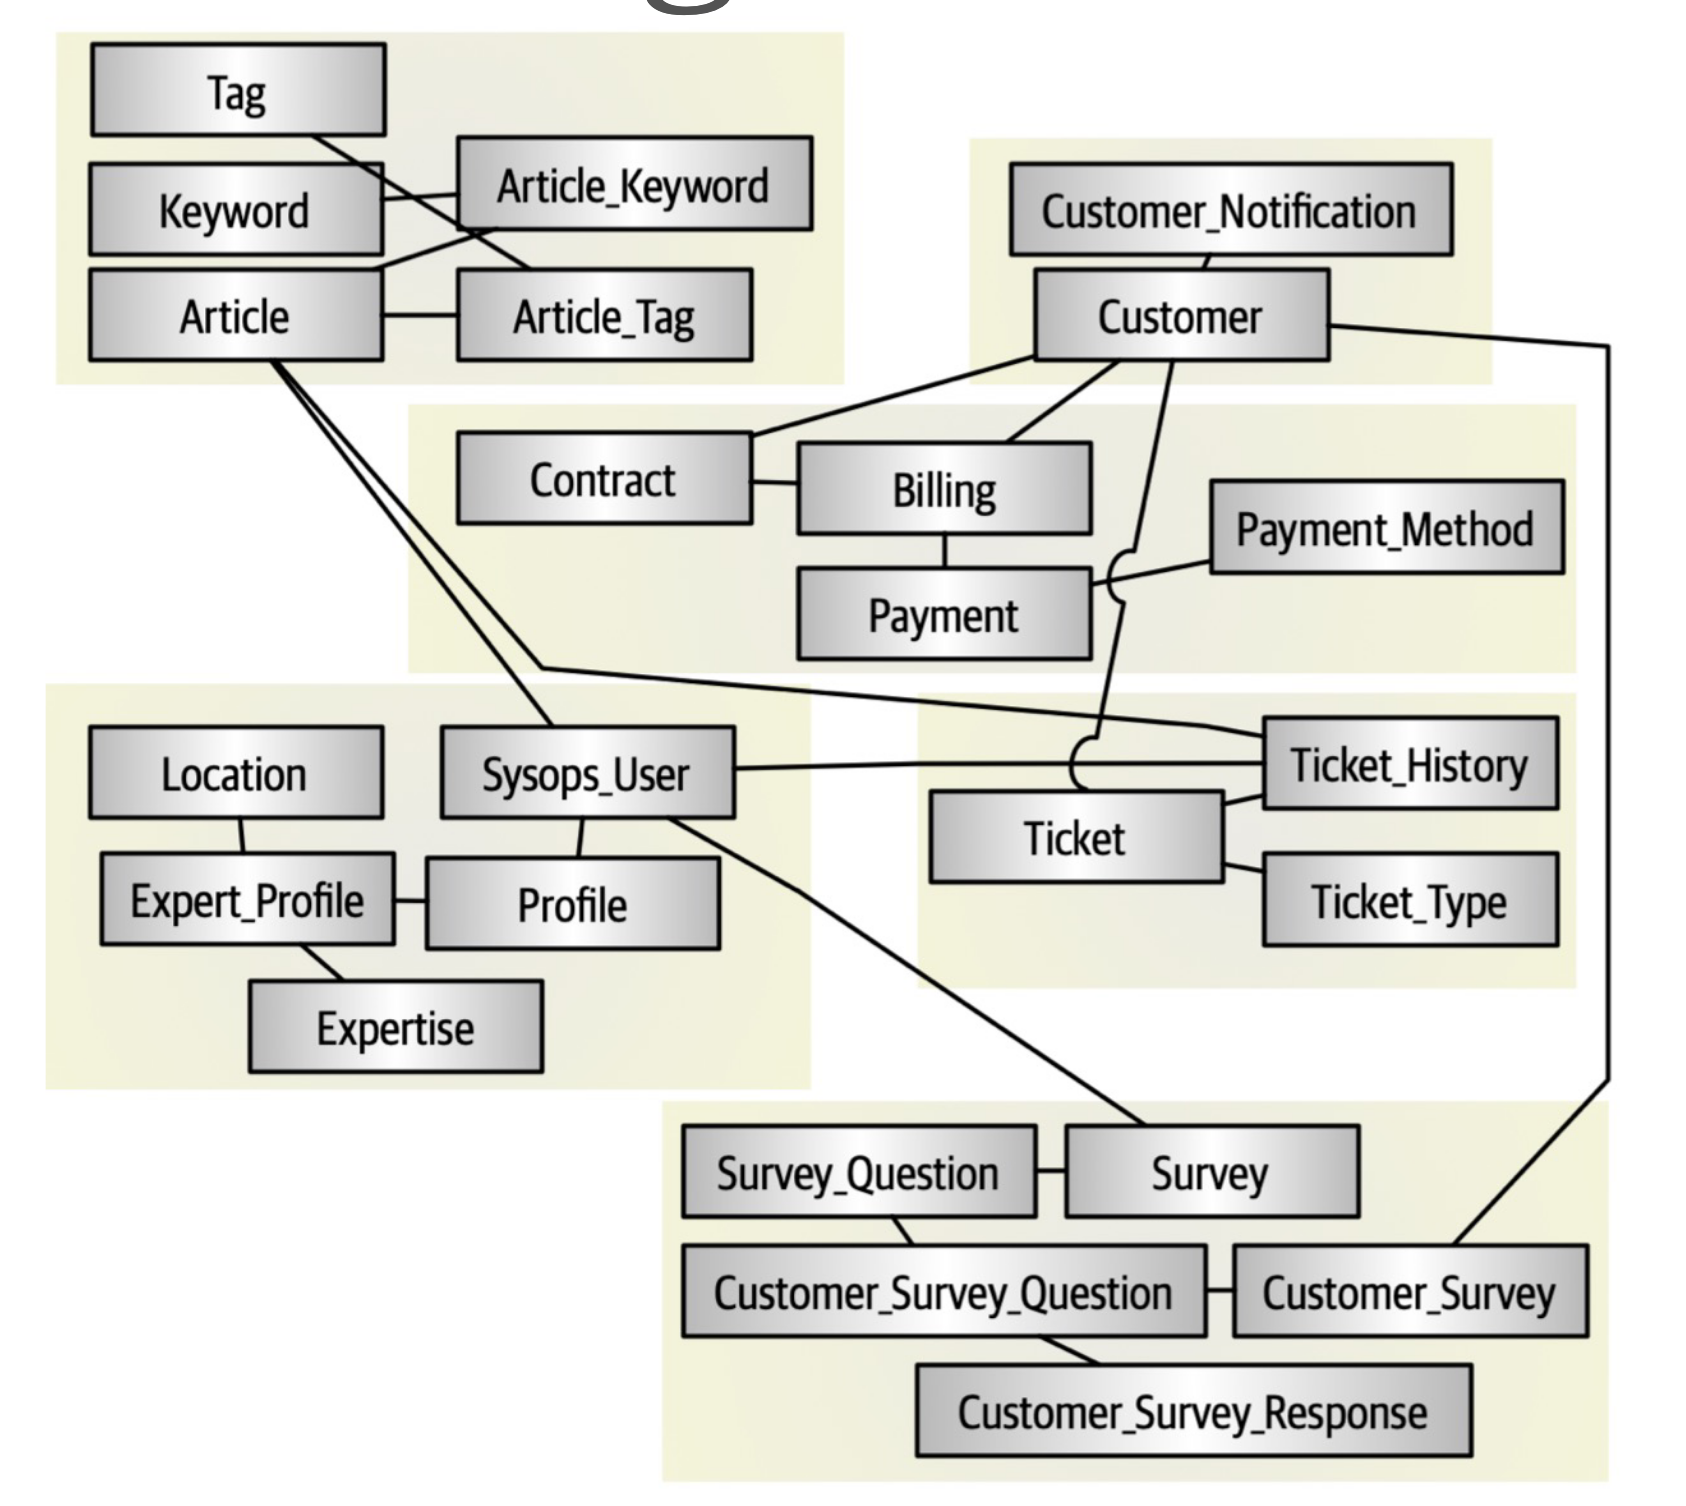 Tag
Keyword
Article_Keyword
Article
Article_Tag
Customer_Notification
Customer
Contract
Billing
Payment_Method
Payment
Location
Sysops_User
Ticket_History
Ticket
Expert_Profile
Profile
Ticket_Type
Expertise
Survey_Question
Survey
Customer_Survey_Question
Customer_Survey
Customer_Survey_Response